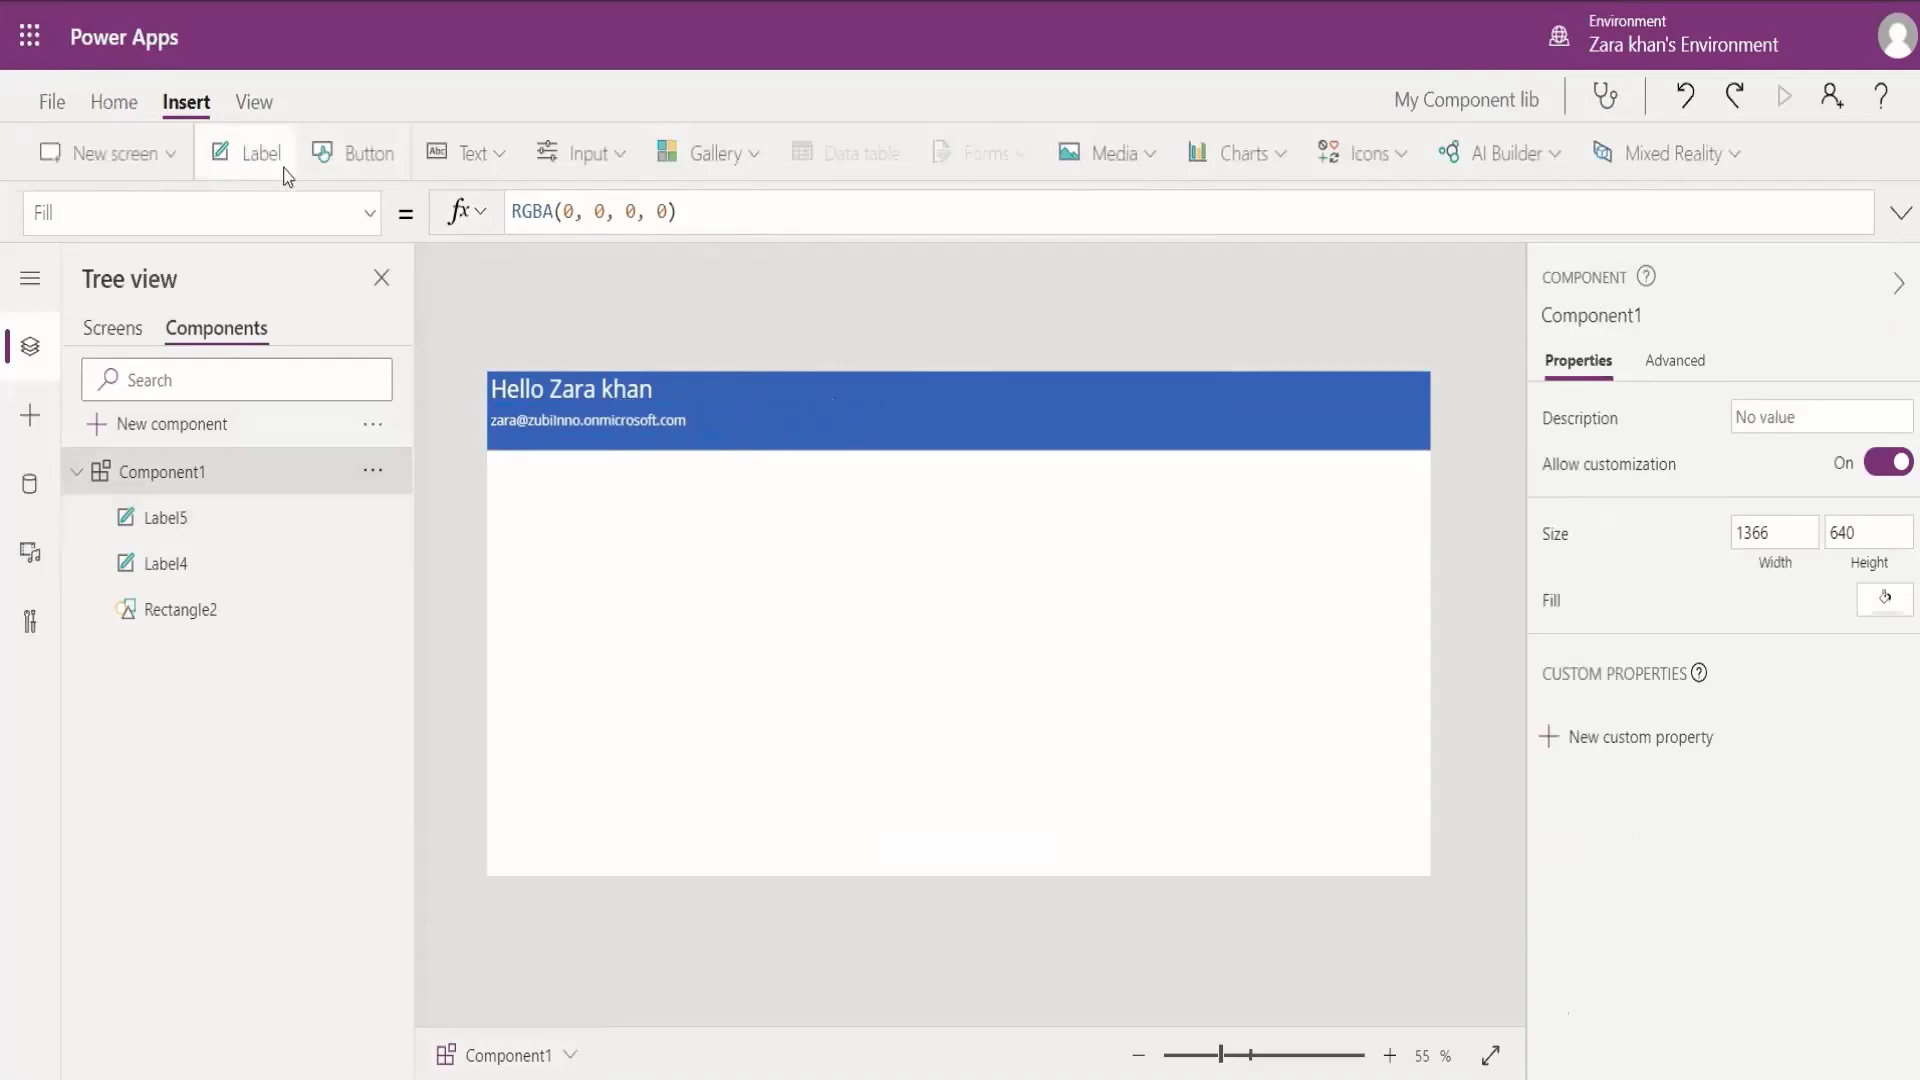 Power Apps
Environment
Zara khan's Environment
File Home Insert View My Component lib
New screen Label Button Abc Text Input Gallery Data table Forms Media Charts Icons AI Builder Mixed Reality
Fill = fx RGBA(0, 0, 0, 0)
Tree view
Screens Components
Search
New component ...
Component1 ...
Label5
Label4
Rectangle2
Hello Zara khan
zara@zubiInno.onmicrosoft.com
COMPONENT ?
Component1
Properties Advanced
Description No value
Allow customization On
Size 1366 640
Width Height
Fill
CUSTOM PROPERTIES ?
New custom property
Component1
55 %